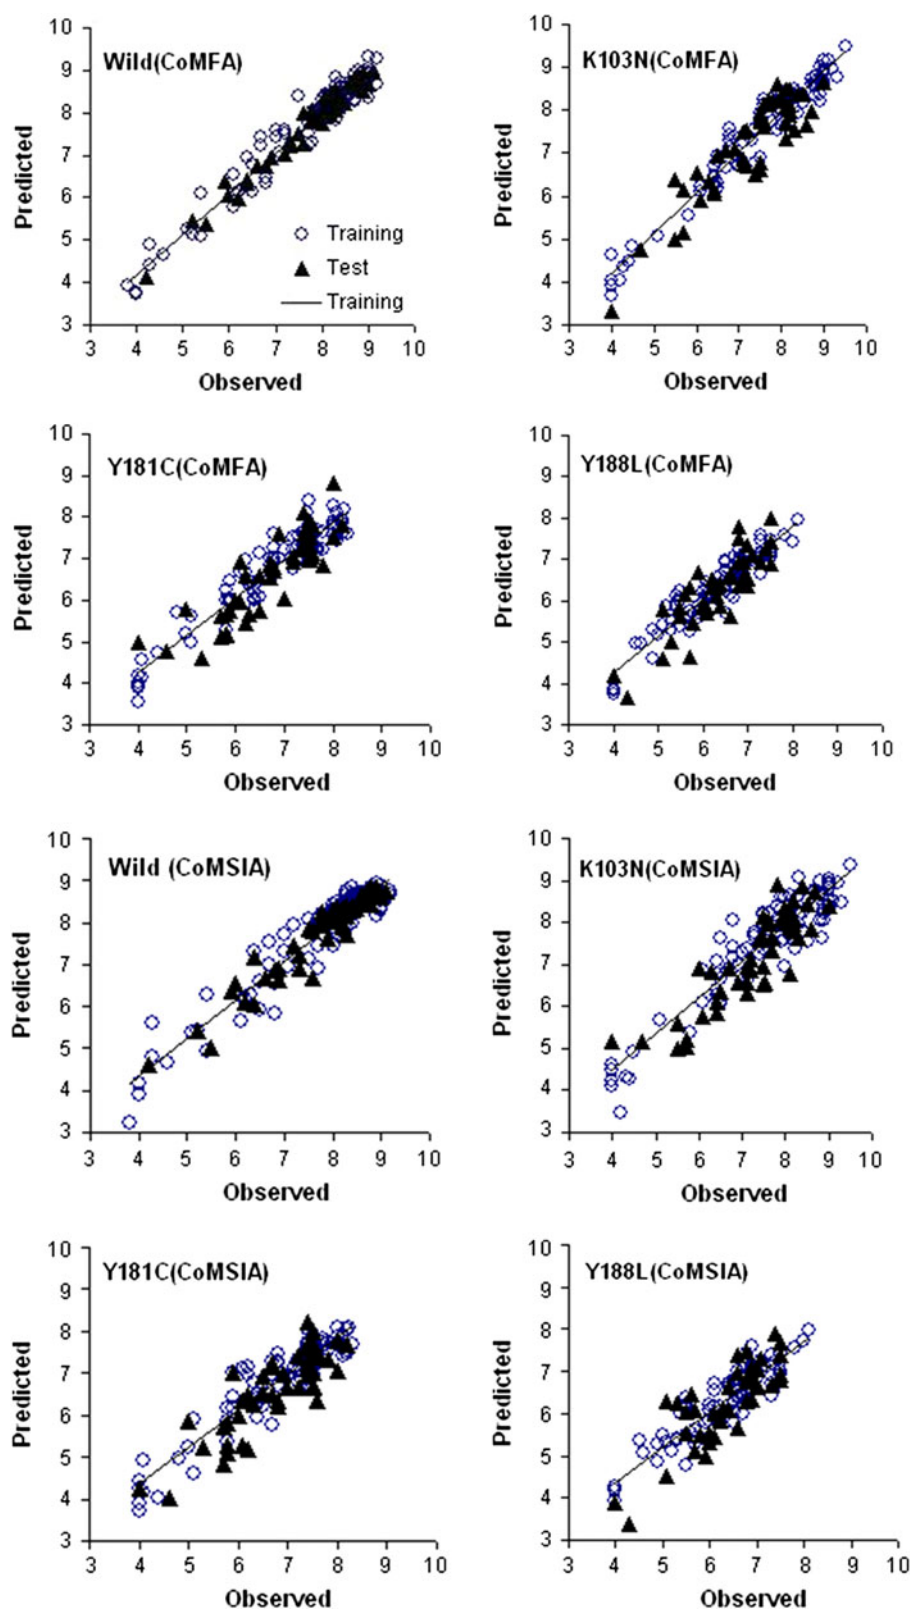 Wild(CoMFA)
10
9
8
7
6
5
4
3
Predicted
3 4 5 6 7 8 9 10
Observed
Training
Test
Training
K103N(CoMFA)
10
9
8
7
6
5
4
3
Predicted
3 4 5 6 7 8 9 10
Observed
Y181C(CoMFA)
10
9
8
7
6
5
4
3
Predicted
3 4 5 6 7 8 9 10
Observed
Y188L(CoMFA)
10
9
8
7
6
5
4
3
Predicted
3 4 5 6 7 8 9 10
Observed
Wild (CoMSIA)
10
9
8
7
6
5
4
3
Predicted
3 4 5 6 7 8 9 10
Observed
K103N(CoMSIA)
10
9
8
7
6
5
4
3
Predicted
3 4 5 6 7 8 9 10
Observed
Y181C(CoMSIA)
10
9
8
7
6
5
4
3
Predicted
3 4 5 6 7 8 9 10
Observed
Y188L(CoMSIA)
10
9
8
7
6
5
4
3
Predicted
3 4 5 6 7 8 9 10
Observed